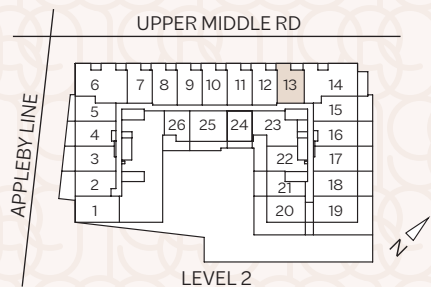 UPPER MIDDLE RD
APPLEBY LINE
6 7 8 9 10 11 12 13 14
5 15
4 26 25 24 23 16
3 22 17
2 21 18
1 20 19
N
LEVEL 2